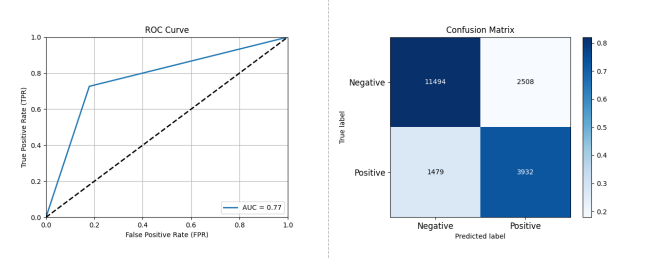 ROC Curve
1.0
0.8
0.6
0.4
0.2
0.0
True Positive Rate (TPR)
0.0 0.2 0.4 0.6 0.8 1.0
False Positive Rate (FPR)
AUC = 0.77
Confusion Matrix
True label
Negative 11494 2508
Positive 1479 3932
Negative Positive
Predicted label
0.8
0.7
0.6
0.5
0.4
0.3
0.2